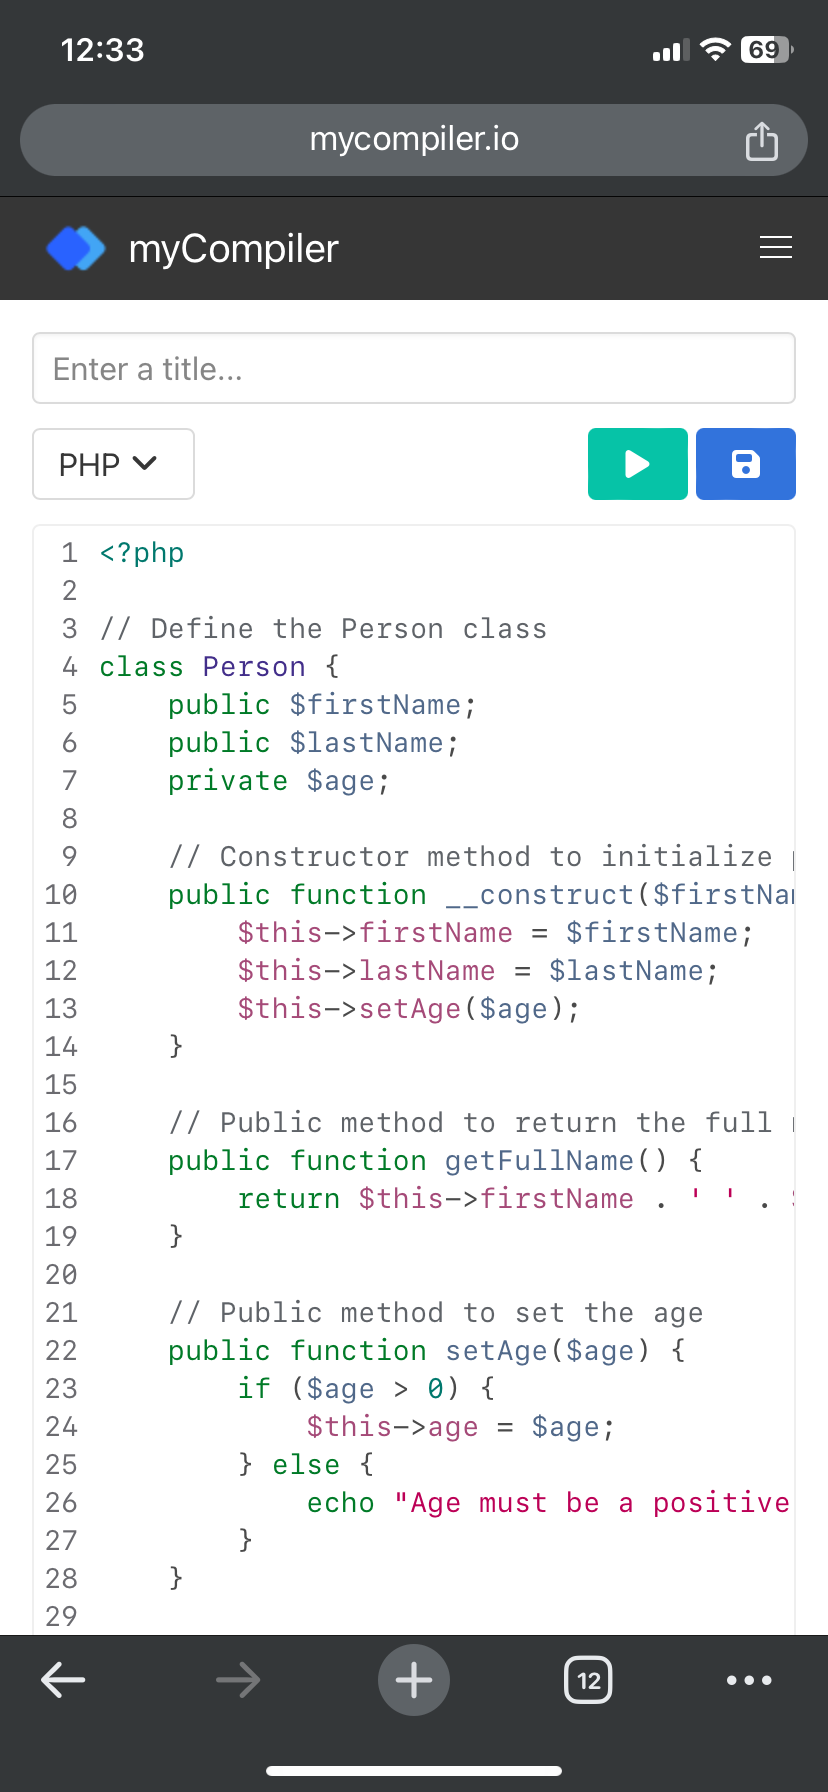 12:33
69
mycompiler.io
myCompiler
Enter a title...
PHP
1 <?php
2
3 // Define the Person class
4 class Person {
5     public $firstName;
6     public $lastName;
7     private $age;
8
9     // Constructor method to initialize
10     public function __construct($firstNa
11         $this->firstName = $firstName;
12         $this->lastName = $lastName;
13         $this->setAge($age);
14     }
15
16     // Public method to return the full
17     public function getFullName() {
18         return $this->firstName . ' ' .
19     }
20
21     // Public method to set the age
22     public function setAge($age) {
23         if ($age > 0) {
24             $this->age = $age;
25         } else {
26             echo "Age must be a positive
27         }
28     }
29
12